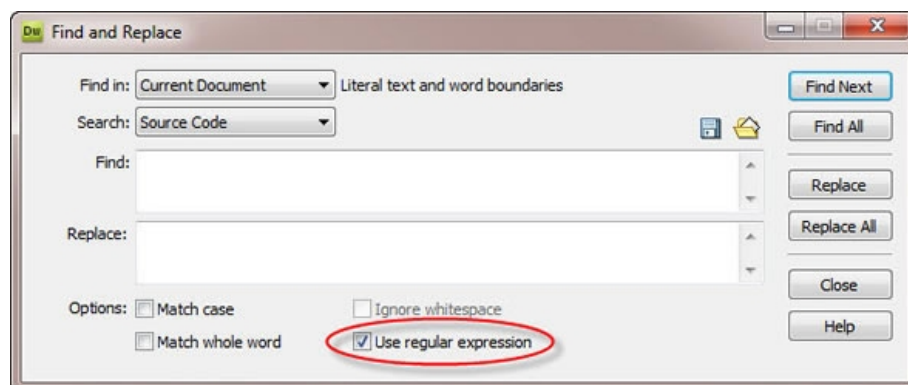 Dw Find and Replace
Find in: Current Document Literal text and word boundaries Find Next
Search: Source Code Find All
Find:
Replace
Replace: Replace All
Close
Options: Match case Ignore whitespace
Match whole word Use regular expression Help